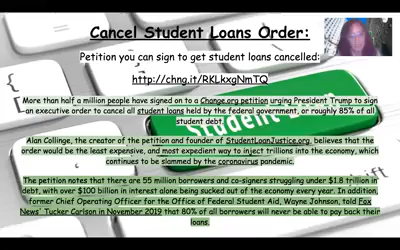 Cancel Student Loans Order:
Petition you can sign to get student loans cancelled:
http://chng.it/RKLkxgNmTQ
More than half a million people have signed on to a Change.org petition urging President Trump to sign
an executive order to cancel all student loans held by the federal government, or roughly 85% of all
student debt.
Alan Collinge, the creator of the petition and founder of StudentLoanJustice.org, believes that the
order would be the least expensive, and most expedient way to inject trillions into the economy, which
continues to be slammed by the coronavirus pandemic.
The petition notes that there are 55 million borrowers and co-signers struggling under $1.8 trillion in
debt, with over $100 billion in interest alone being sucked out of the economy every year. In addition,
former Chief Operating Officer for the Office of Federal Student Aid, Wayne Johnson, told Fox
News' Tucker Carlson in November 2019 that 80% of all borrowers will never be able to pay back their
loans.